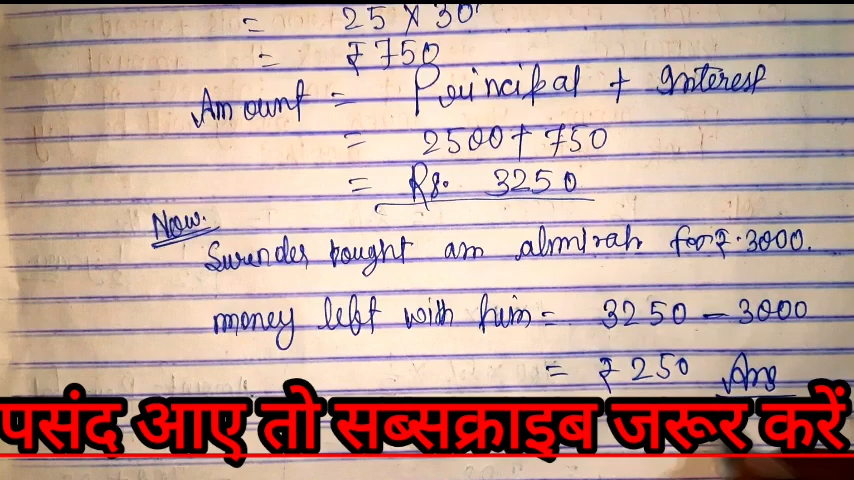 = 25 × 30
= ₹ 750
Amount = Principal + Interest
= 2500 + 750
= Rs. 3250
Now.
Surender bought an almirah for ₹. 3000.
money left with him = 3250 - 3000
= ₹ 250 Ans
पसंद आए तो सब्सक्राइब जरूर करें